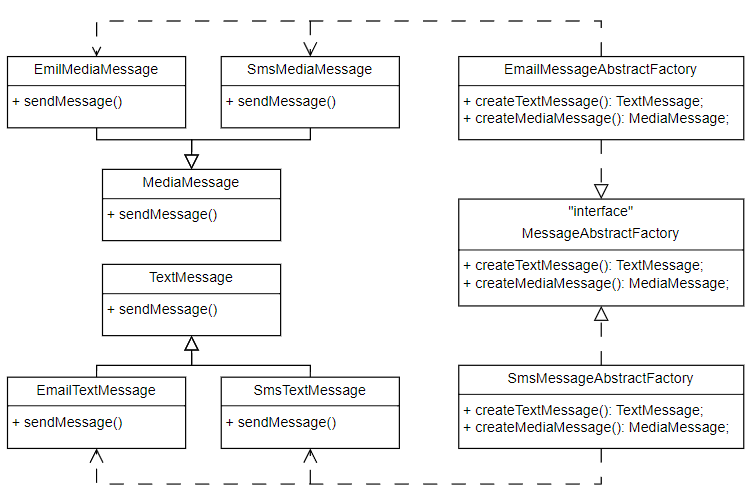 EmilMediaMessage
+ sendMessage()
SmsMediaMessage
+ sendMessage()
EmailMessageAbstractFactory
+ createTextMessage(): TextMessage;
+ createMediaMessage(): MediaMessage;
MediaMessage
+ sendMessage()
"interface"
MessageAbstractFactory
+ createTextMessage(): TextMessage;
+ createMediaMessage(): MediaMessage;
TextMessage
+ sendMessage()
EmailTextMessage
+ sendMessage()
SmsTextMessage
+ sendMessage()
SmsMessageAbstractFactory
+ createTextMessage(): TextMessage;
+ createMediaMessage(): MediaMessage;